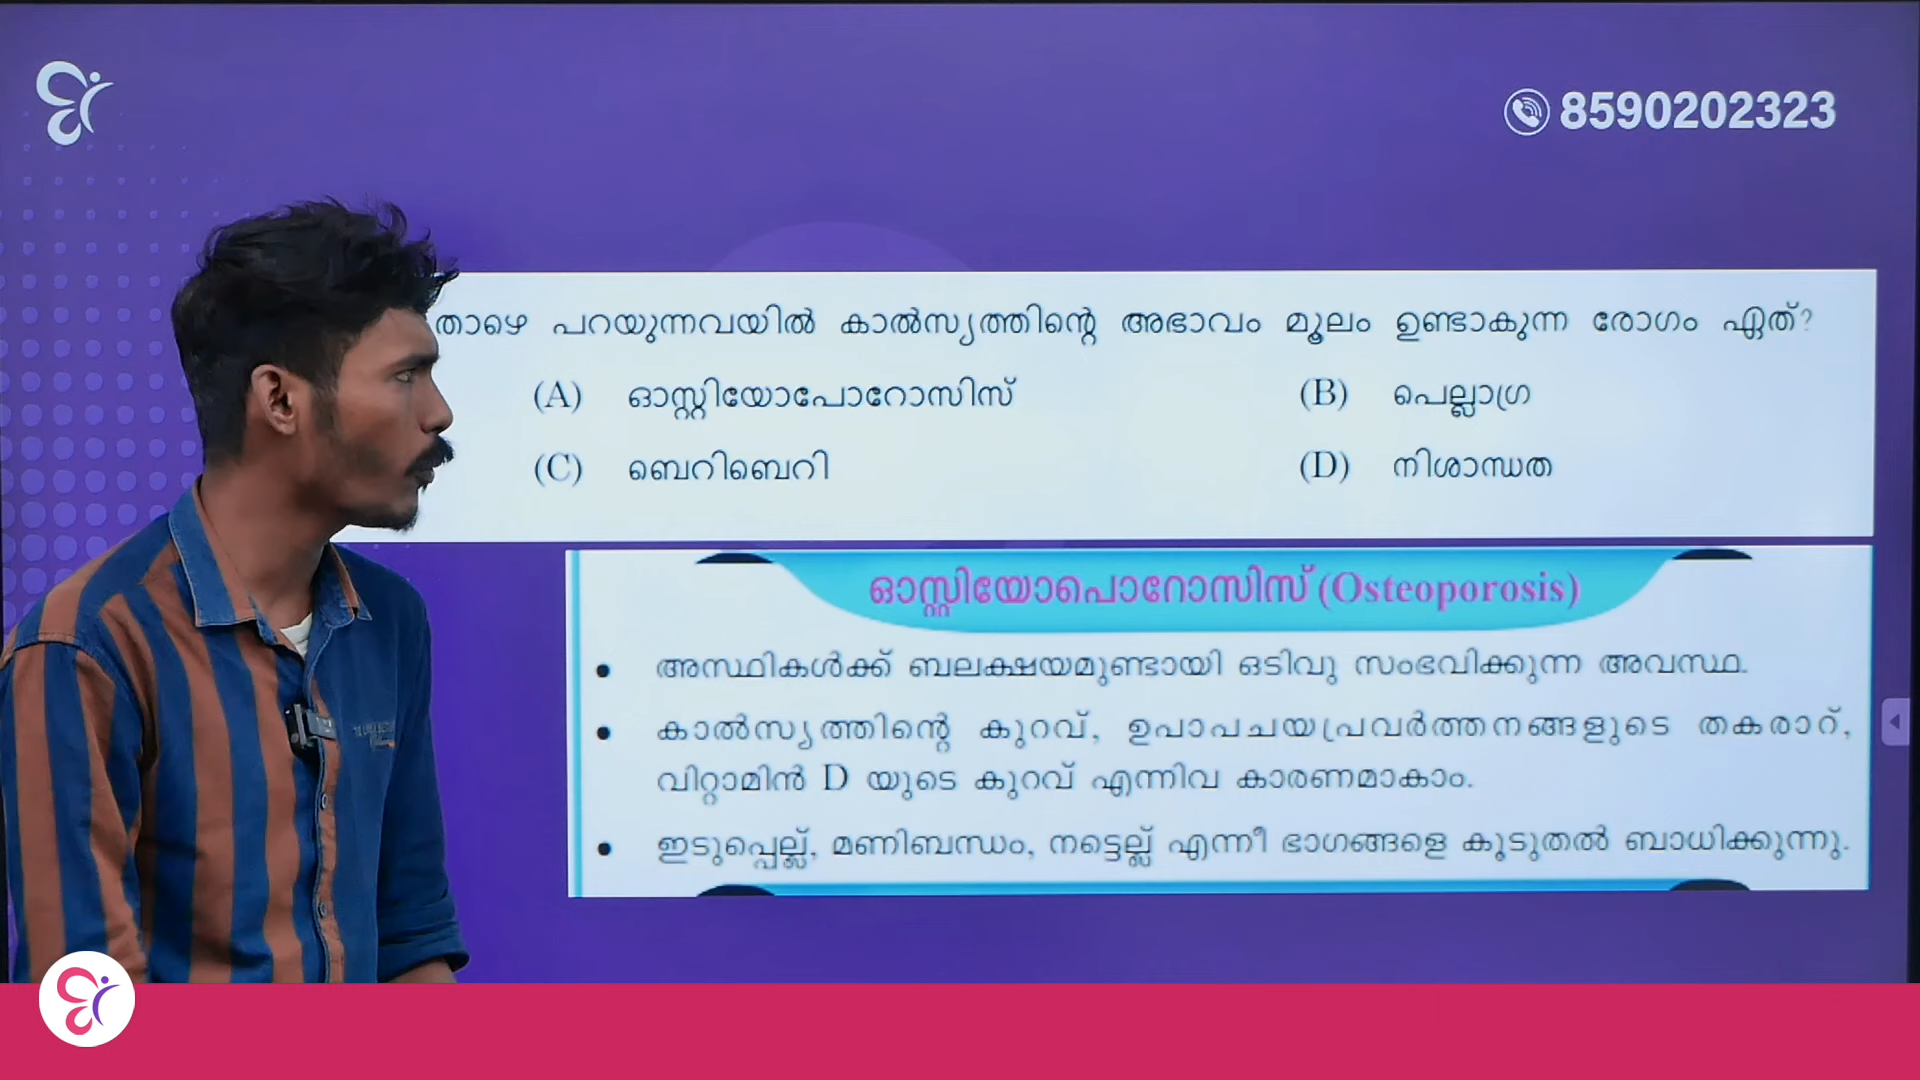 8590202323
താഴെ പറയുന്നവയിൽ കാൽസ്യത്തിന്റെ അഭാവം മൂലം ഉണ്ടാകുന്ന രോഗം ഏത്?
(A) ഓസ്റ്റിയോപോറോസിസ് (B) പെല്ലാഗ്ര
(C) ബെറിബെറി (D) നിശാന്ധത
ഓസ്റ്റിയോപൊറോസിസ് (Osteoporosis)
• അസ്ഥികൾക്ക് ബലക്ഷയമുണ്ടായി ഒടിവു സംഭവിക്കുന്ന അവസ്ഥ.
• കാൽസ്യത്തിന്റെ കുറവ്, ഉപാപചയപ്രവർത്തനങ്ങളുടെ തകരാറ്,
വിറ്റാമിൻ D യുടെ കുറവ് എന്നിവ കാരണമാകാം.
• ഇടുപ്പെല്ല്, മണിബന്ധം, നട്ടെല്ല് എന്നീ ഭാഗങ്ങളെ കൂടുതൽ ബാധിക്കുന്നു.